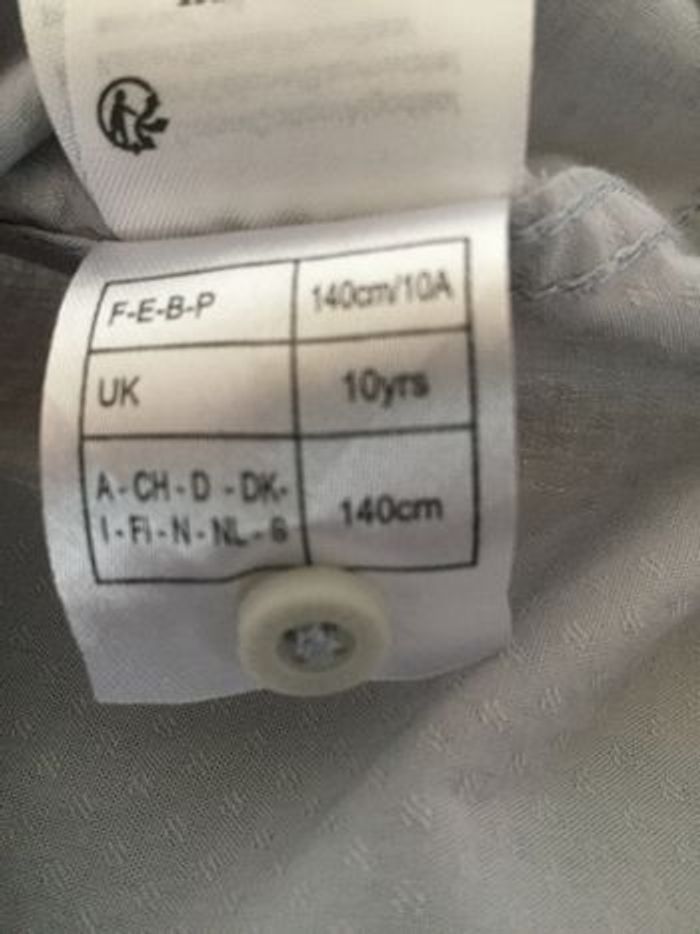 F-E-B-P 140cm/10A
UK 10yrs
A-CH-D -DK-
I-Fi-N-NL-S 140cm